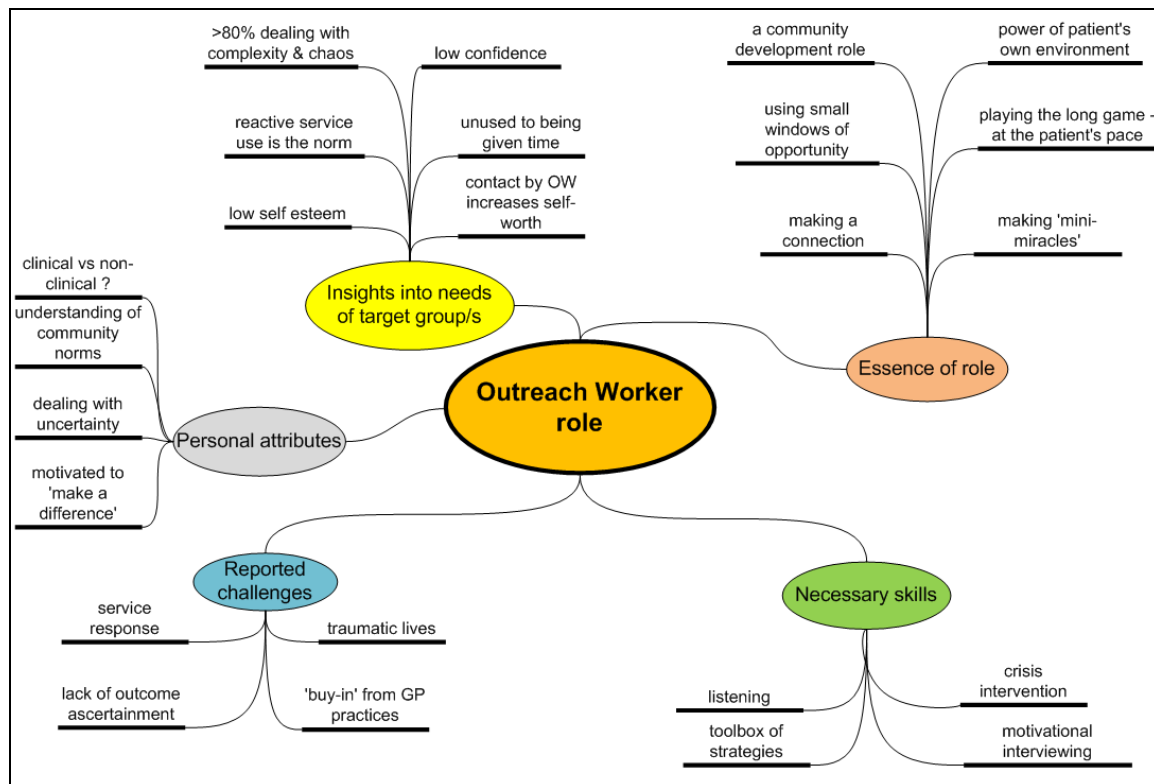 >80% dealing with
complexity & chaos
low confidence
reactive service
use is the norm
unused to being
given time
low self esteem
contact by OW
increases self-
worth
Insights into needs
of target group/s
a community
development role
power of patient's
own environment
using small
windows of
opportunity
playing the long game -
at the patient's pace
making a
connection
making 'mini-
miracles'
Essence of role
clinical vs non-
clinical ?
understanding of
community
norms
dealing with
uncertainty
motivated to
'make a
difference'
Personal attributes
Outreach Worker
role
Reported
challenges
service
response
traumatic lives
lack of outcome
ascertainment
'buy-in' from GP
practices
Necessary skills
listening
crisis
intervention
toolbox of
strategies
motivational
interviewing